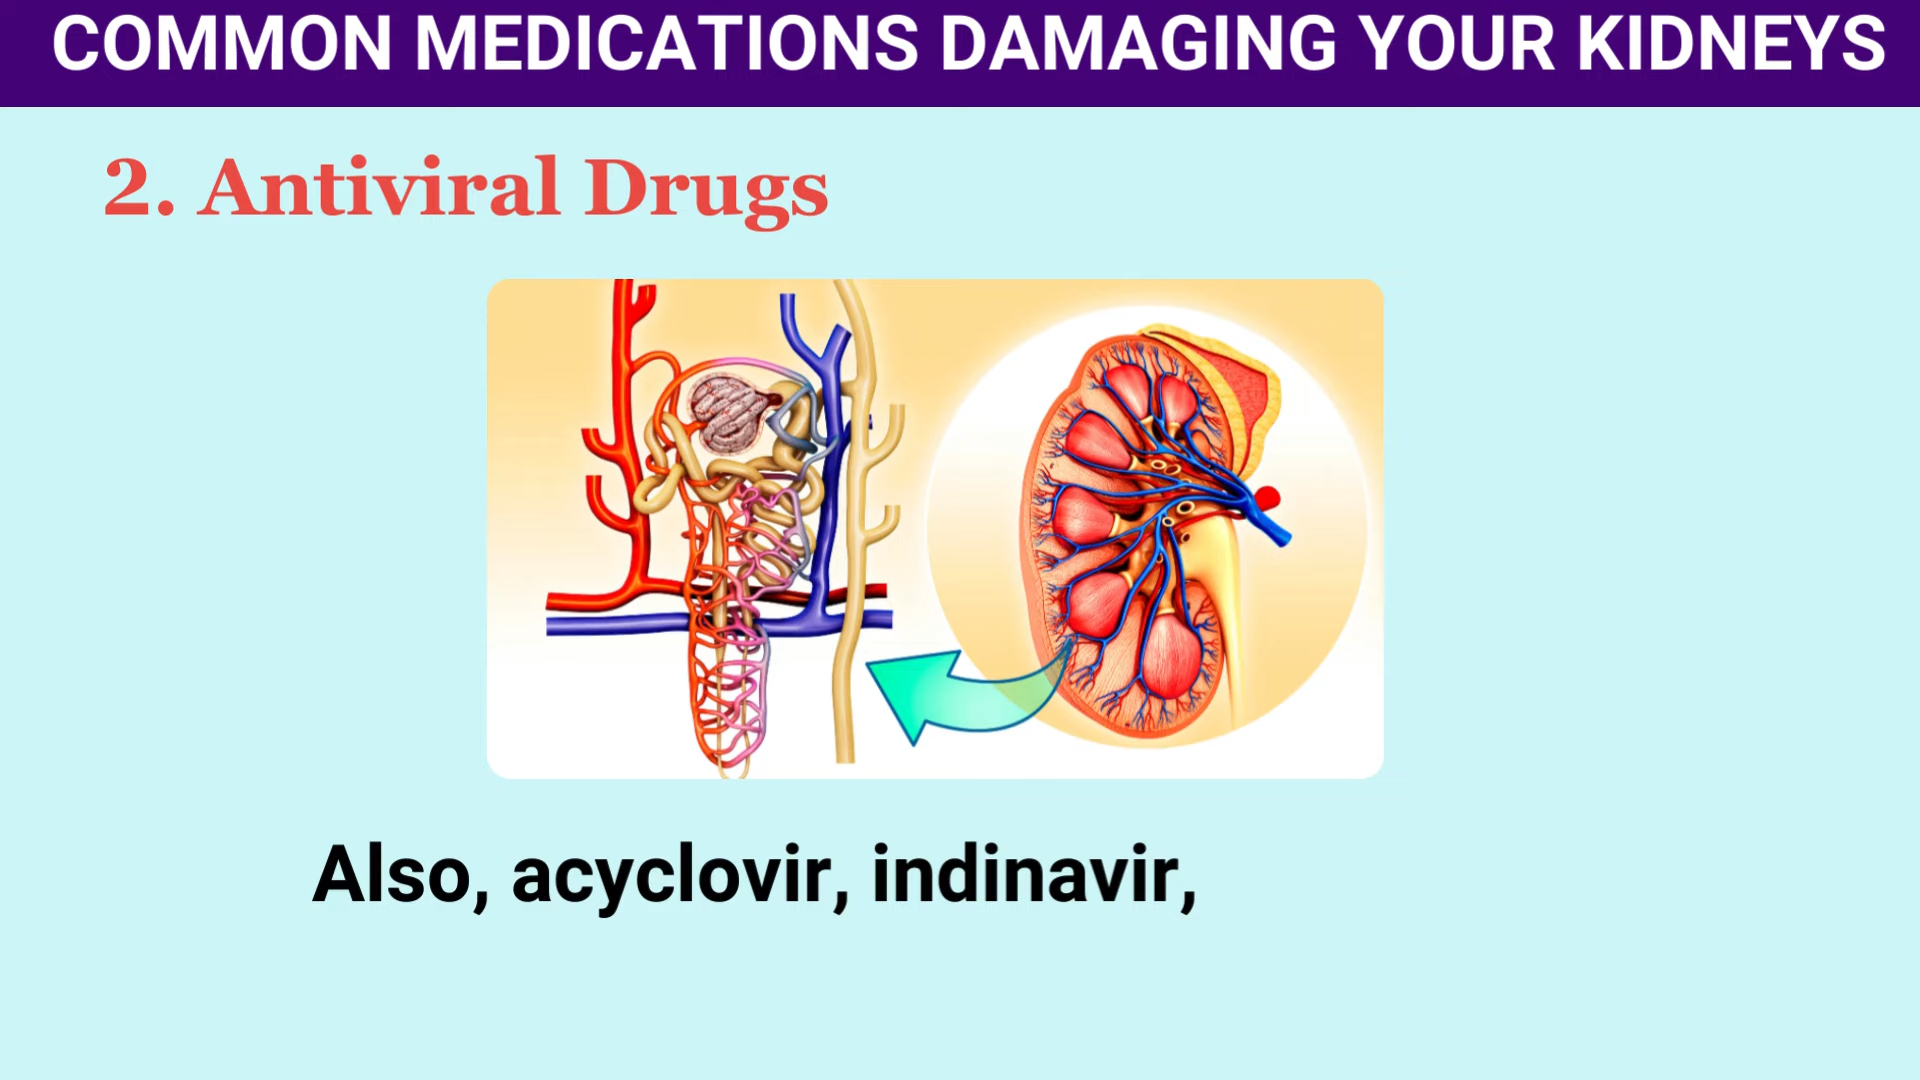 COMMON MEDICATIONS DAMAGING YOUR KIDNEYS
2. Antiviral Drugs
Also, acyclovir, indinavir,